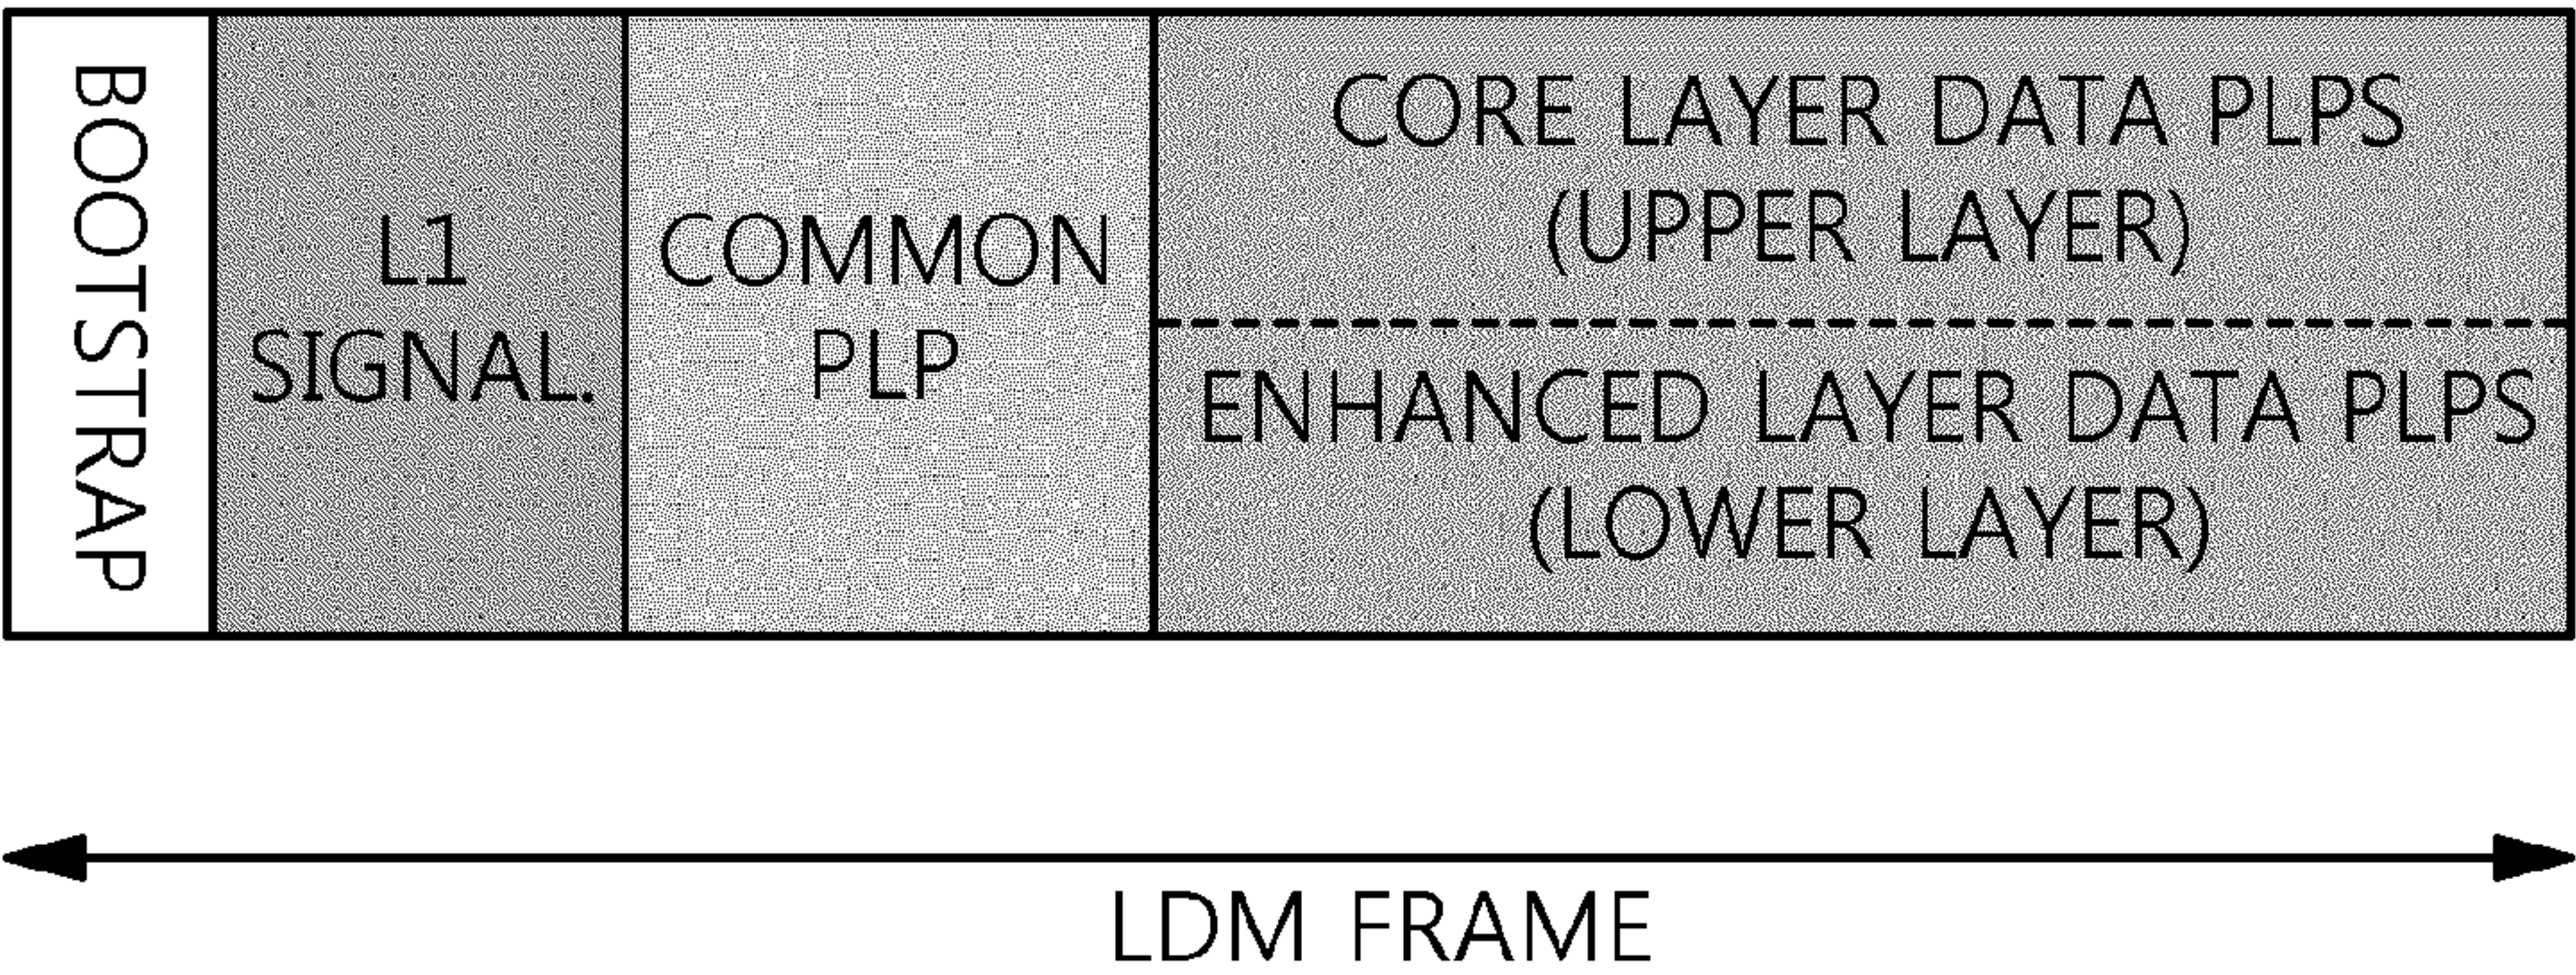 BOOTSTRAP
L1
SIGNAL.
COMMON
PLP
CORE LAYER DATA PLPS
(UPPER LAYER)
ENHANCED LAYER DATA PLPS
(LOWER LAYER)
LDM FRAME